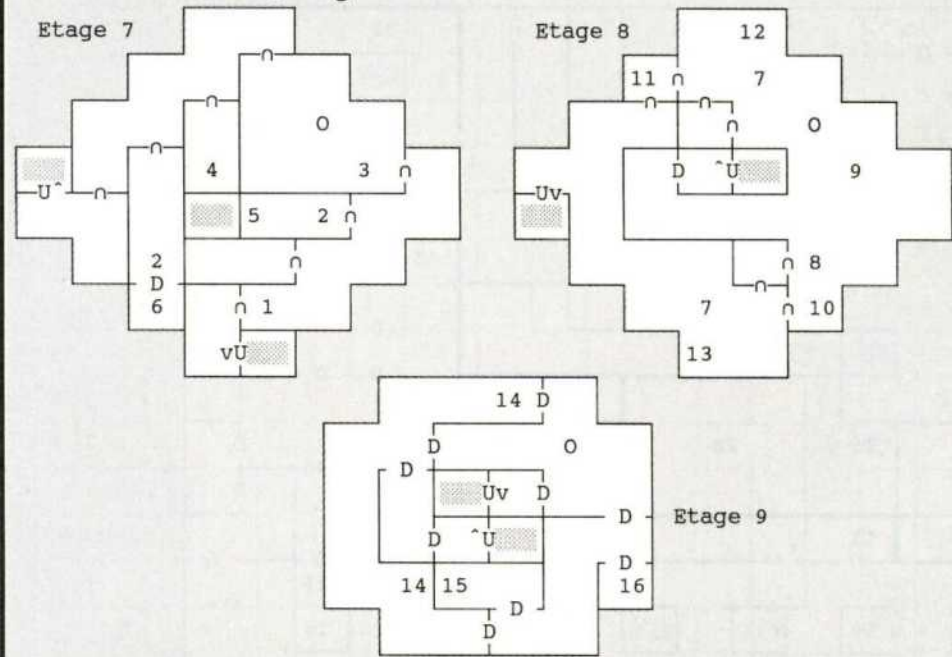 Etage 7
Etage 8
12
11 ∩
7
∩
∩
∩ ∩
O
∩
O
∩
4
3 ∩
D
^U
9
U^
∩
5
2 ∩
Uv
2
∩
∩ 8
D
∩
6
∩ 1
7
∩ 10
vU
13
14 D
D
O
D
Uv
D
D
Etage 9
D
^U
D
14
15
16
D
D